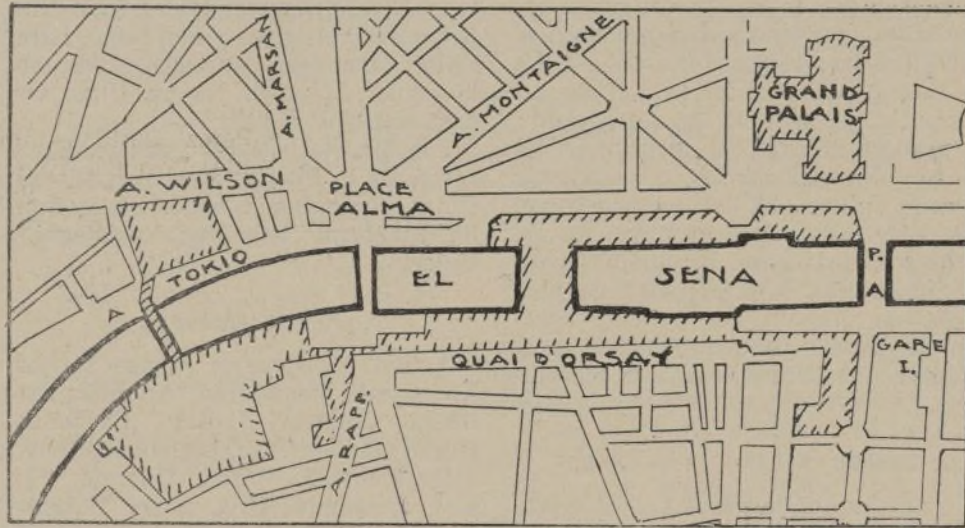 A. MARSAN
A. MONTAIGNE
GRAND
PALAIS
A. WILSON
PLACE
ALMA
TOKIO
EL
SENA
P.
A
A
QUAI D'ORSAY
GARE
I.
A. RAPP.